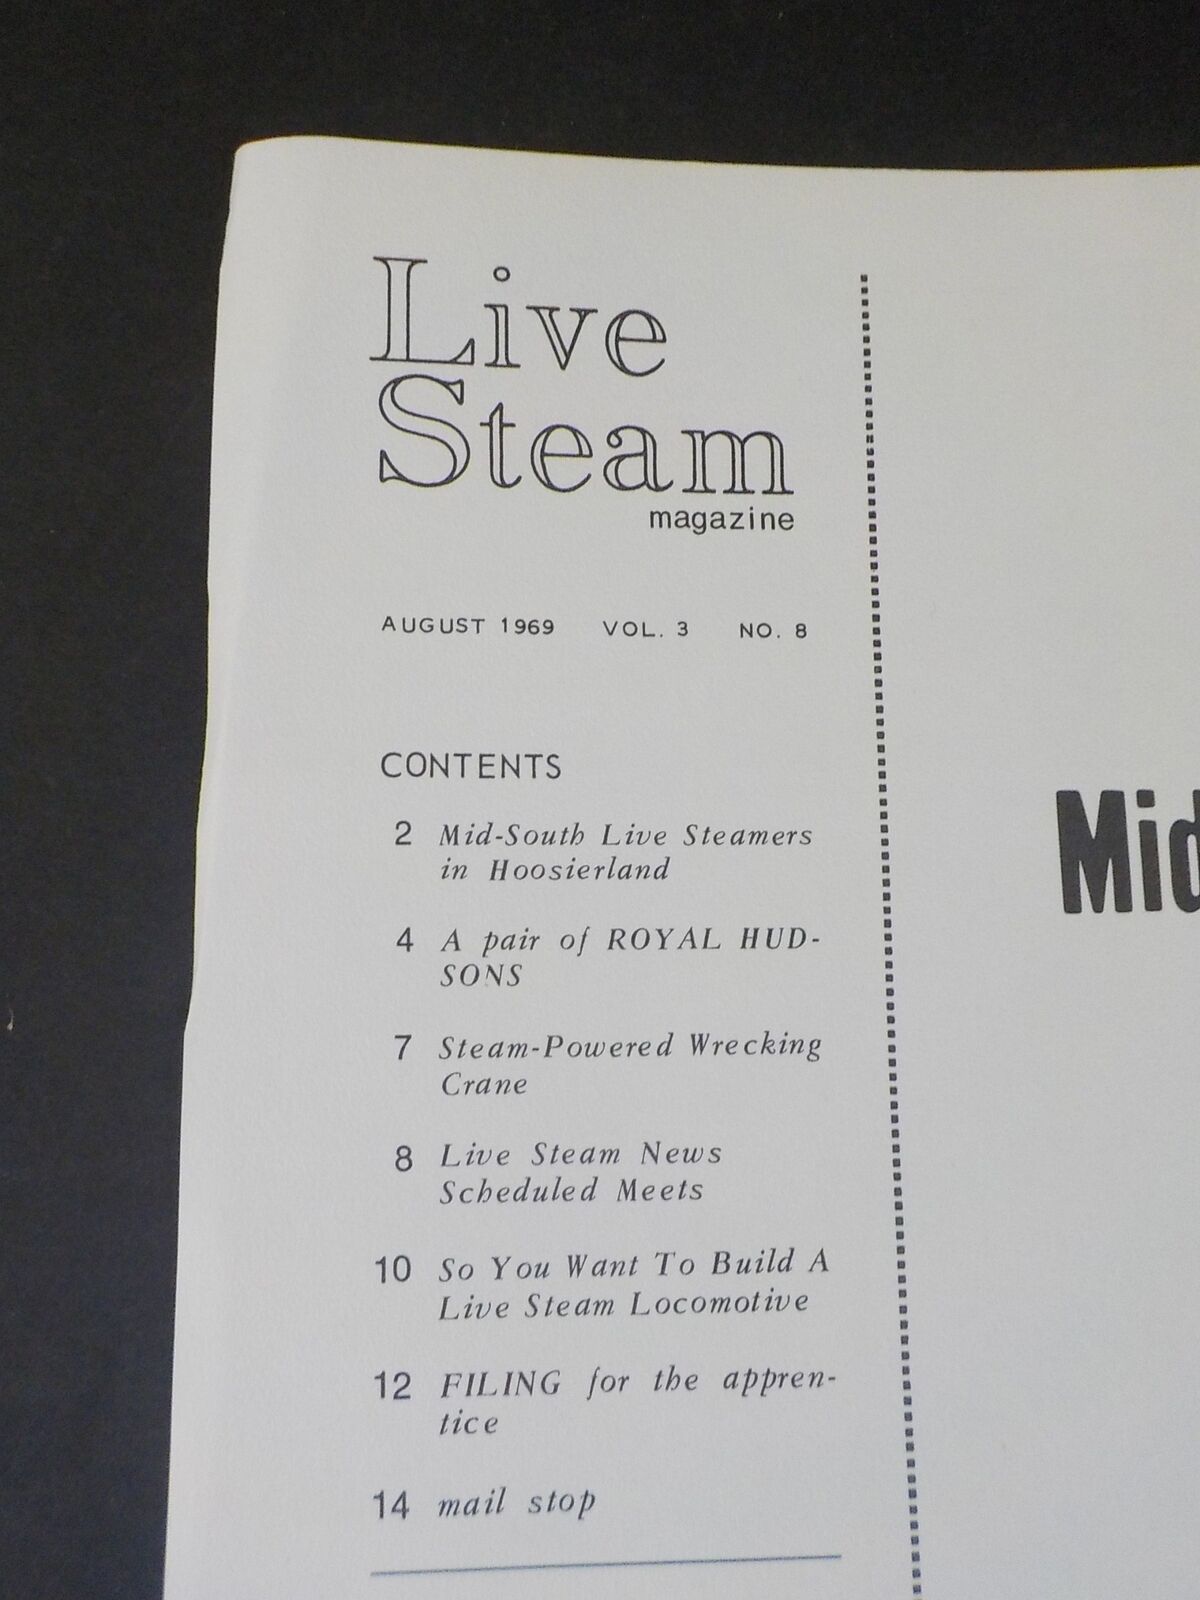 Live
Steam
magazine
AUGUST 1969 VOL. 3 NO. 8
CONTENTS
2 Mid-South Live Steamers
in Hoosierland
4 A pair of ROYAL HUD-
SONS
7 Steam-Powered Wrecking
Crane
8 Live Steam News
Scheduled Meets
10 So You Want To Build A
Live Steam Locomotive
12 FILING for the appren-
tice
14 mail stop
Mid